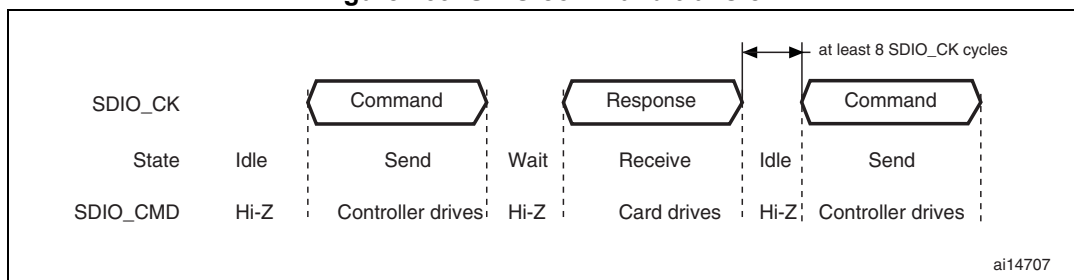 at least 8 SDIO_CK cycles
SDIO_CK Command Response Command
State Idle Send Wait Receive Idle Send
SDIO_CMD Hi-Z Controller drives Hi-Z Card drives Hi-Z Controller drives
ai14707